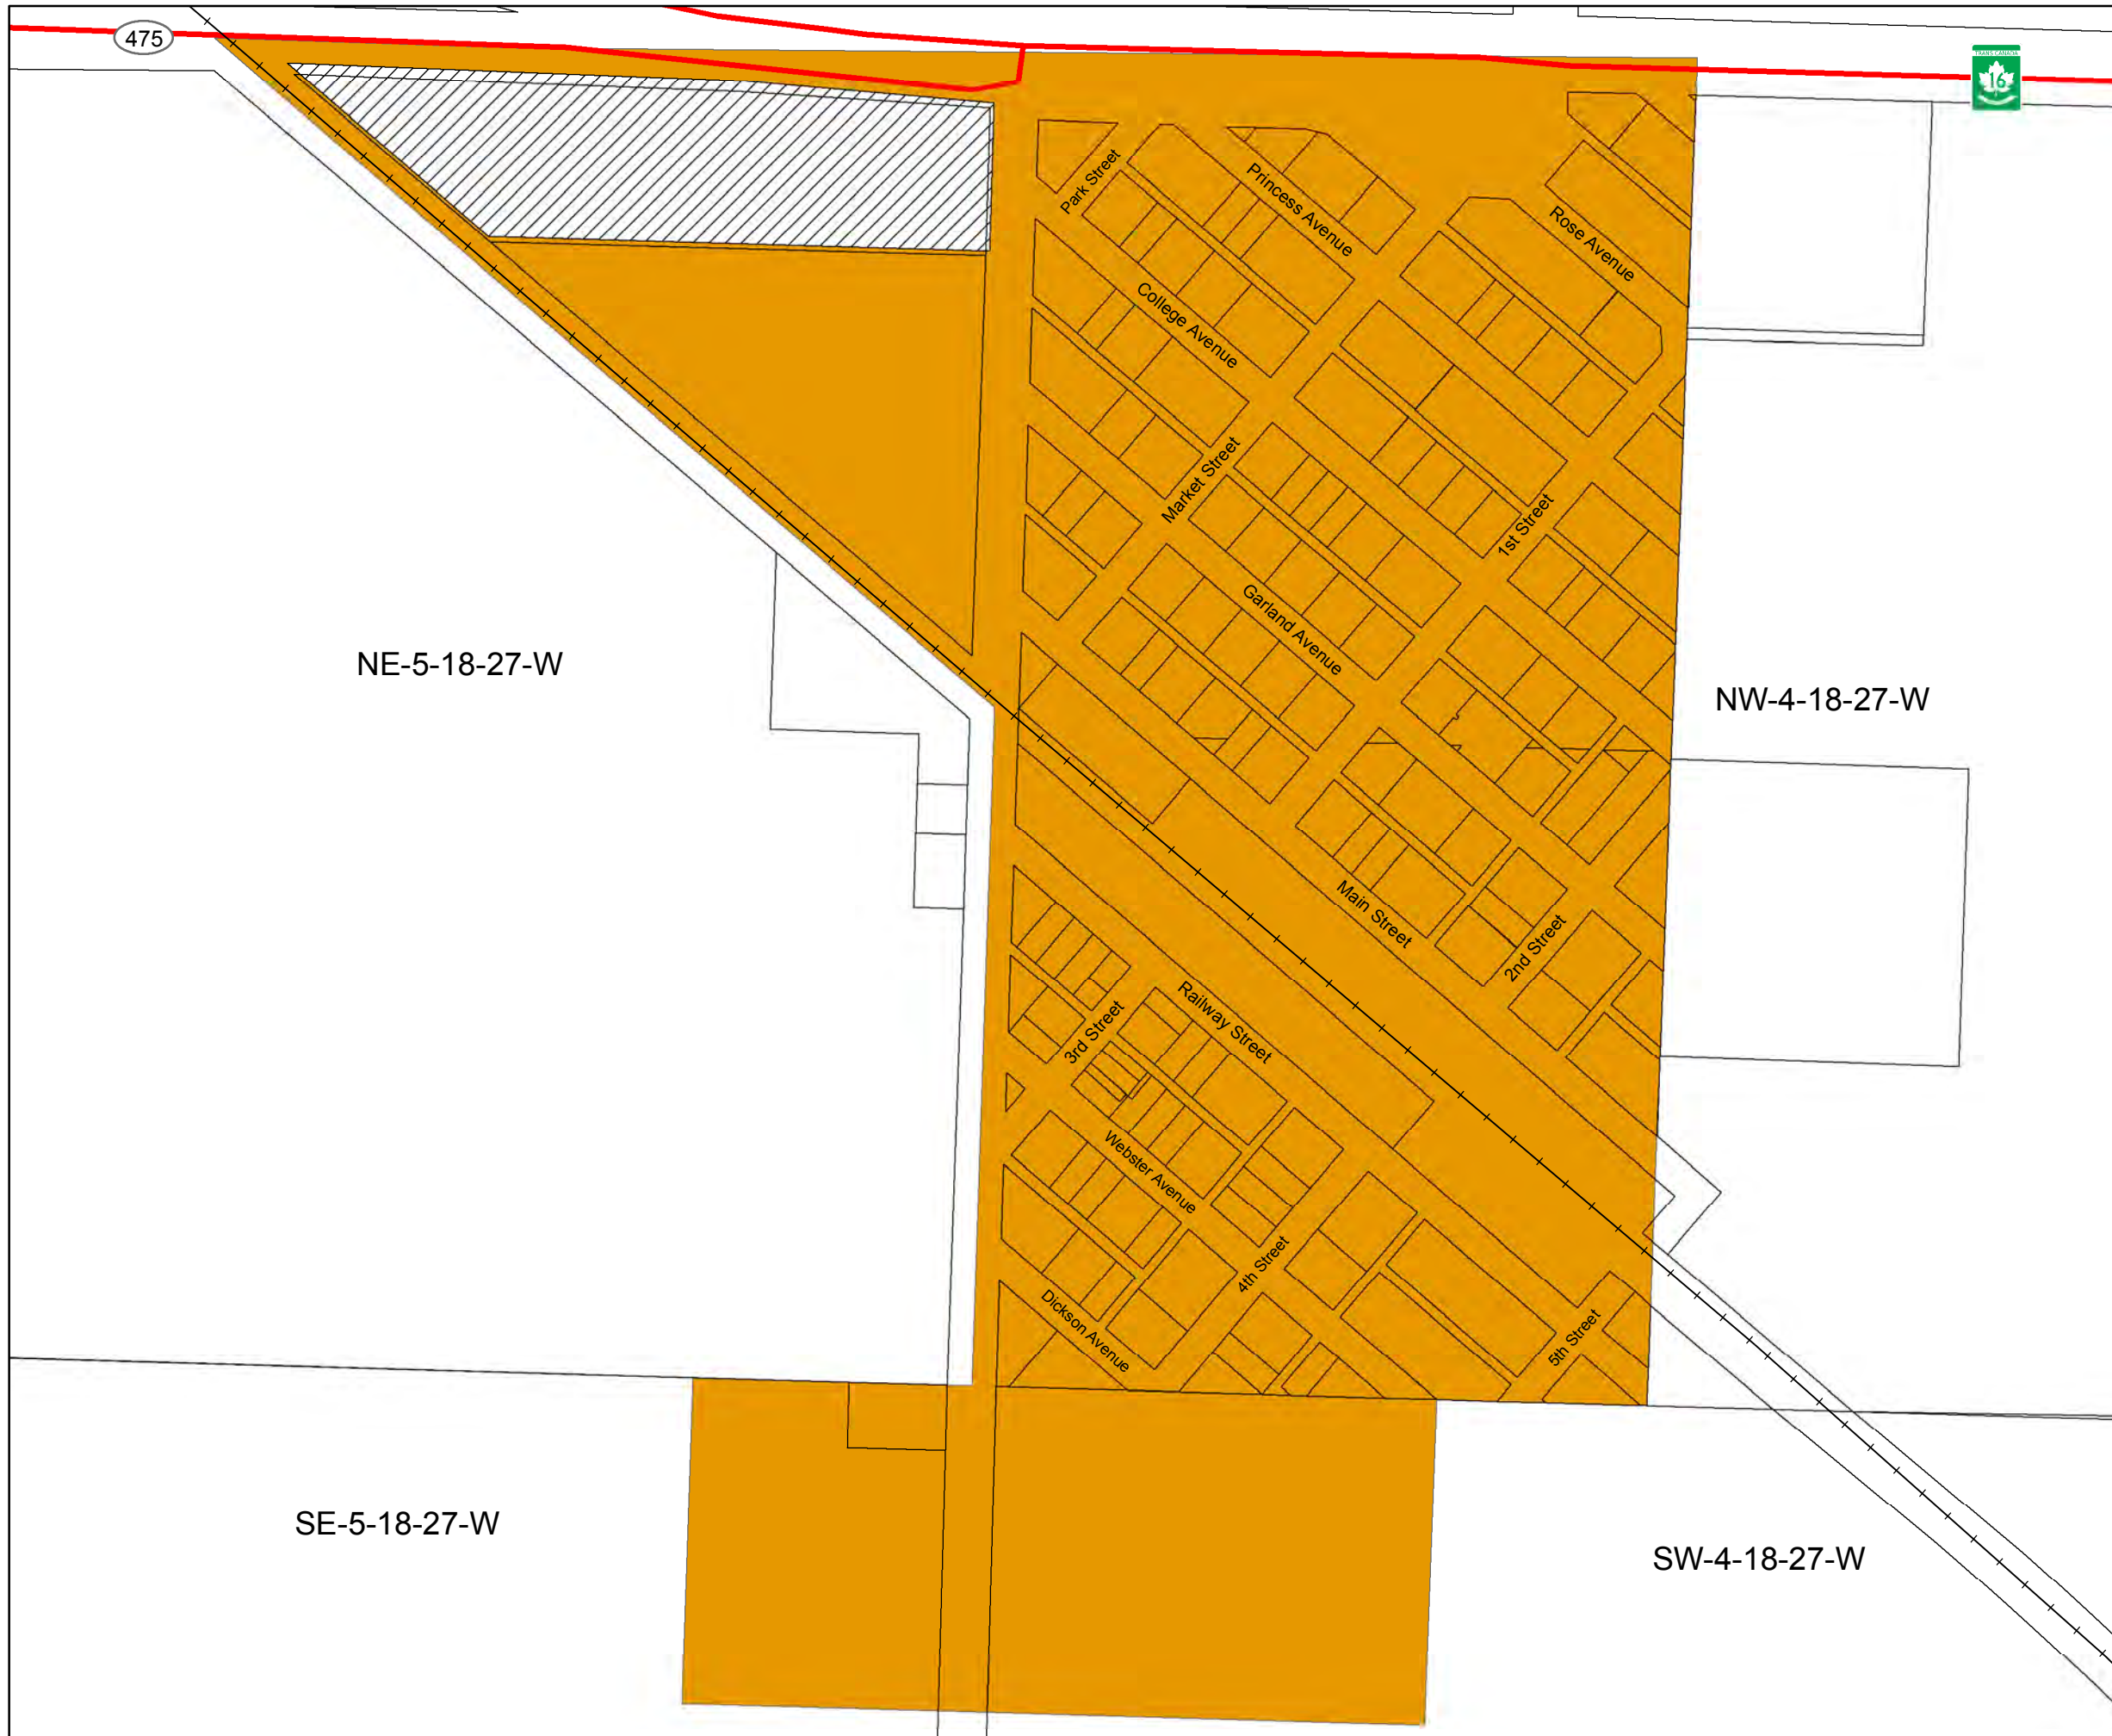 475
TRANS CANADA
16
Park Street
Princess Avenue
Rose Avenue
College Avenue
Market Street
1st Street
Garland Avenue
NE-5-18-27-W
NW-4-18-27-W
Main Street
2nd Street
Railway Street
3rd Street
Webster Avenue
4th Street
Dickson Avenue
5th Street
SE-5-18-27-W
SW-4-18-27-W